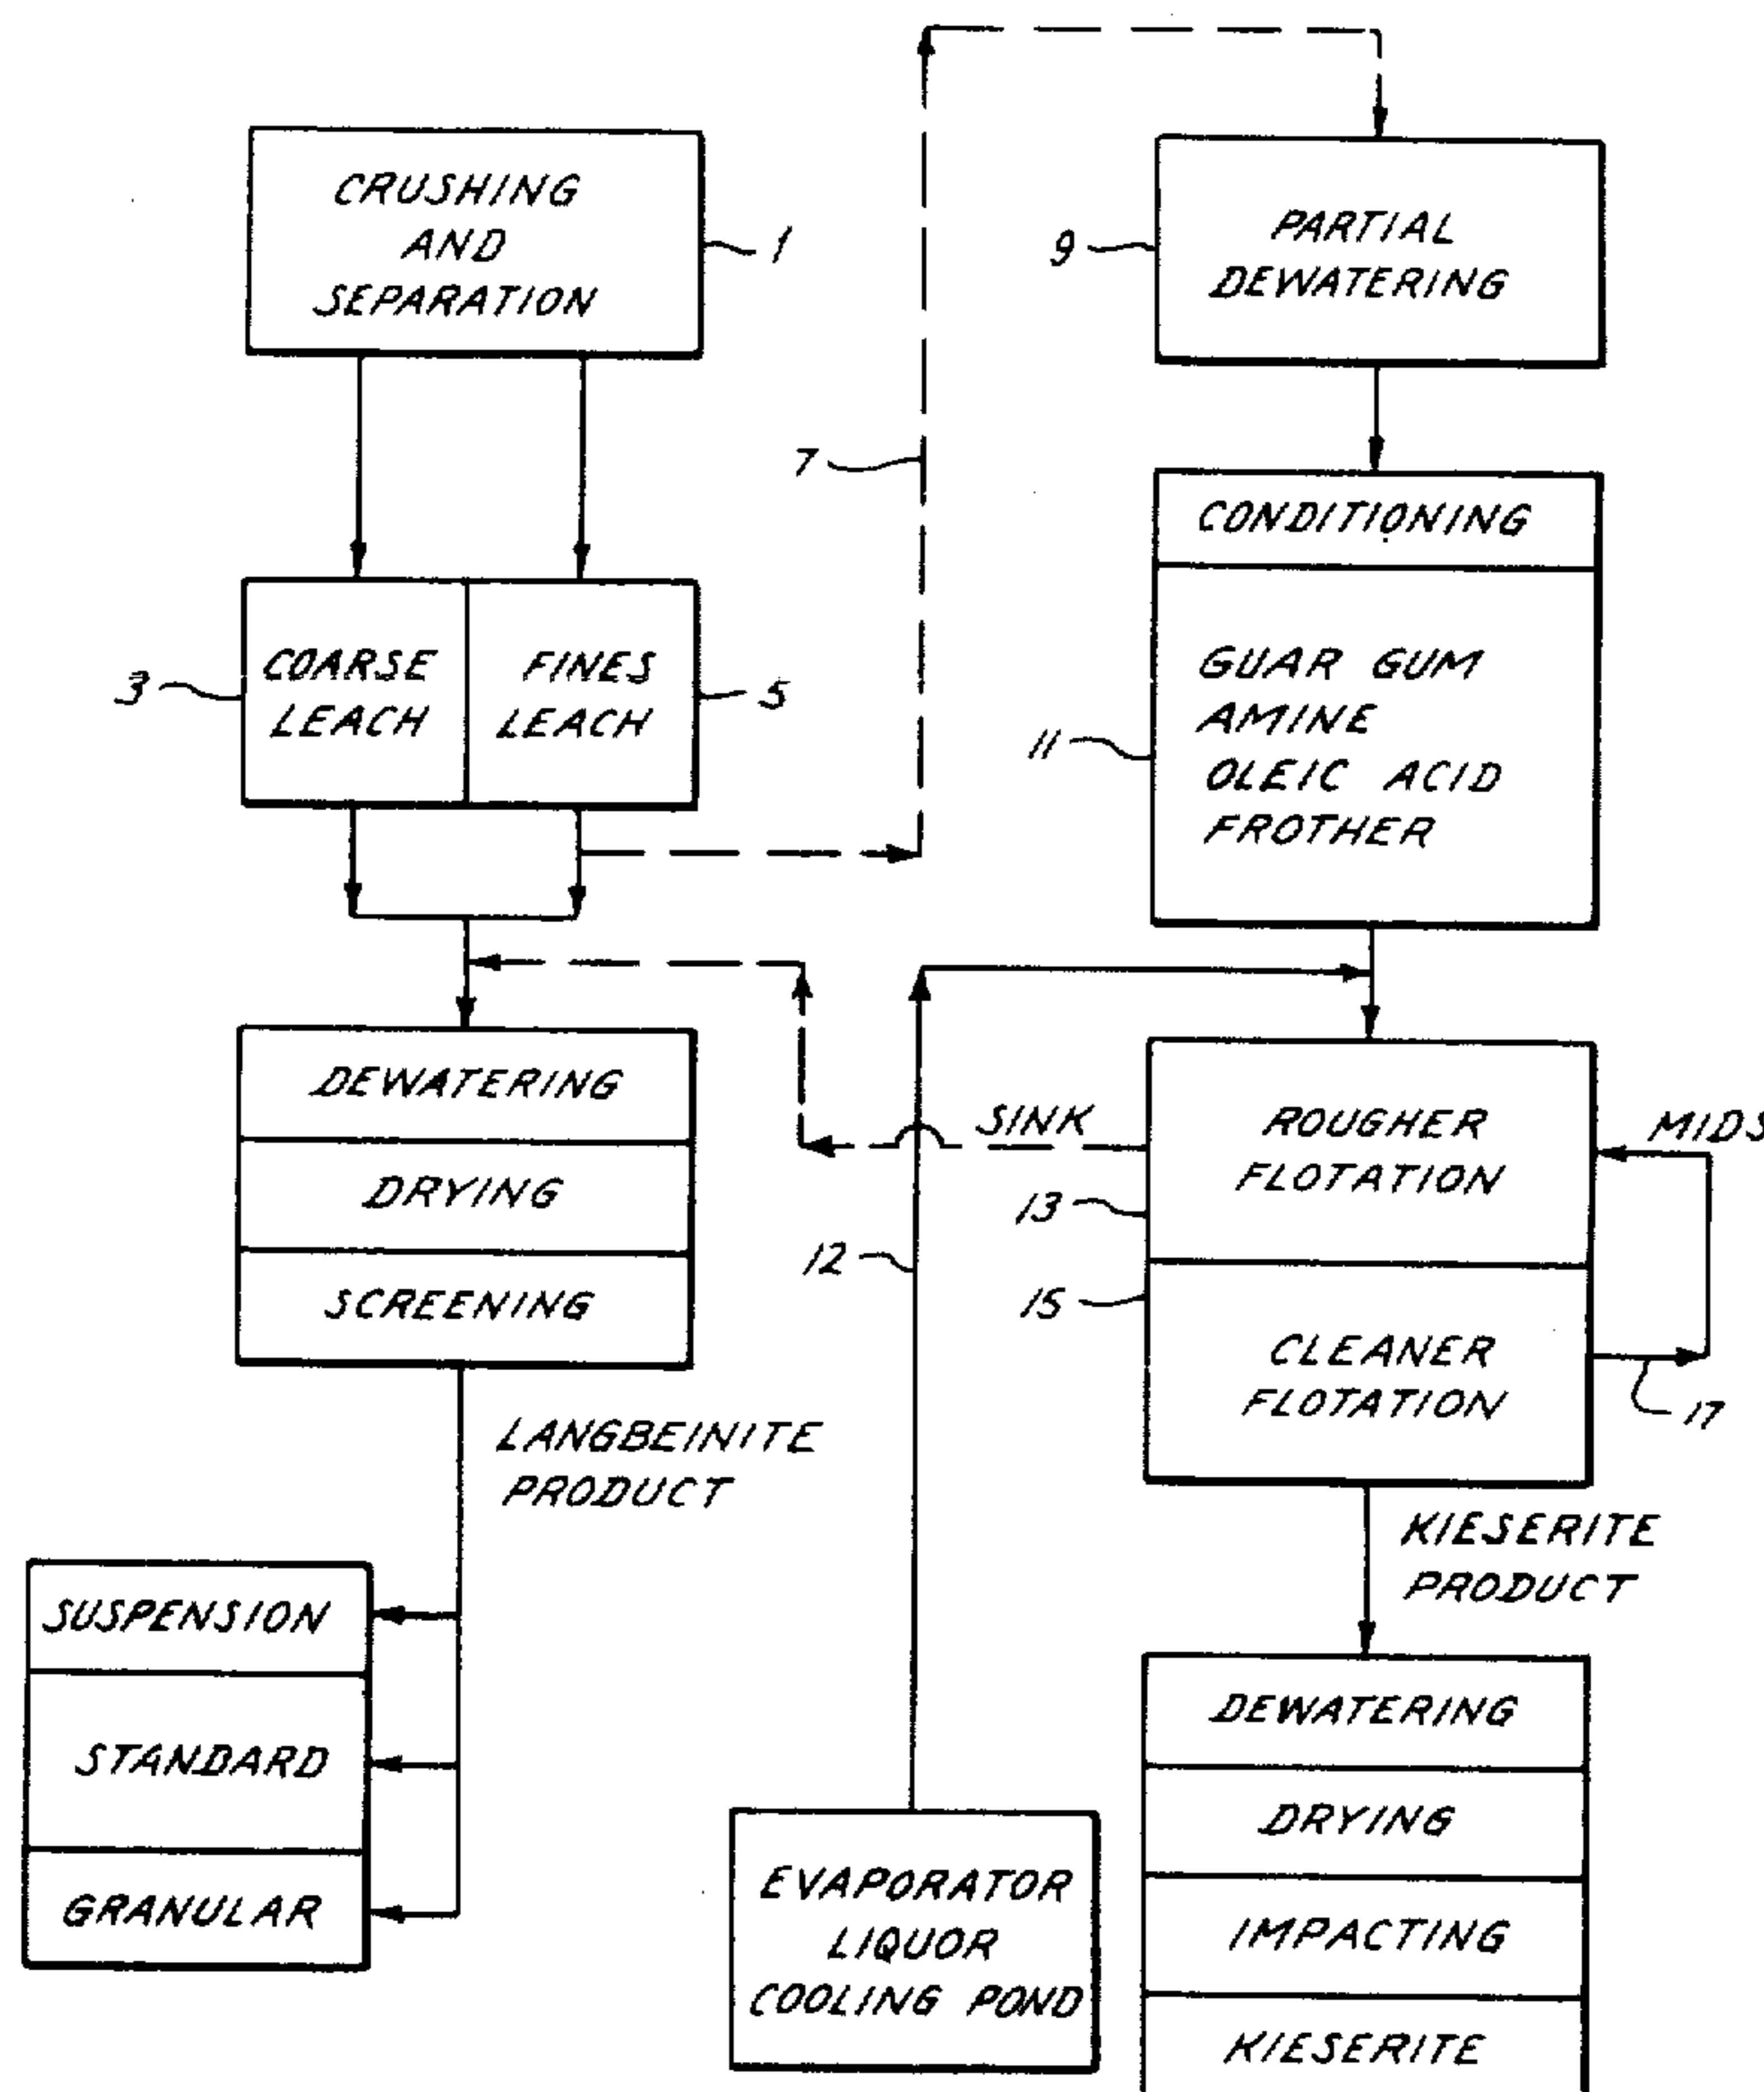 CRUSHING
AND
SEPARATION
1
COARSE
LEACH
3
FINES
LEACH
5
7
DEWATERING
DRYING
SCREENING
LANGBEINITE
PRODUCT
SUSPENSION
STANDARD
GRANULAR
PARTIAL
DEWATERING
9
CONDITIONING
GUAR GUM
AMINE
OLEIC ACID
FROTHER
11
12
SINK
ROUGHER
FLOTATION
13
MIDS
15
CLEANER
FLOTATION
17
KIESERITE
PRODUCT
EVAPORATOR
LIQUOR
COOLING POND
DEWATERING
DRYING
IMPACTING
KIESERITE